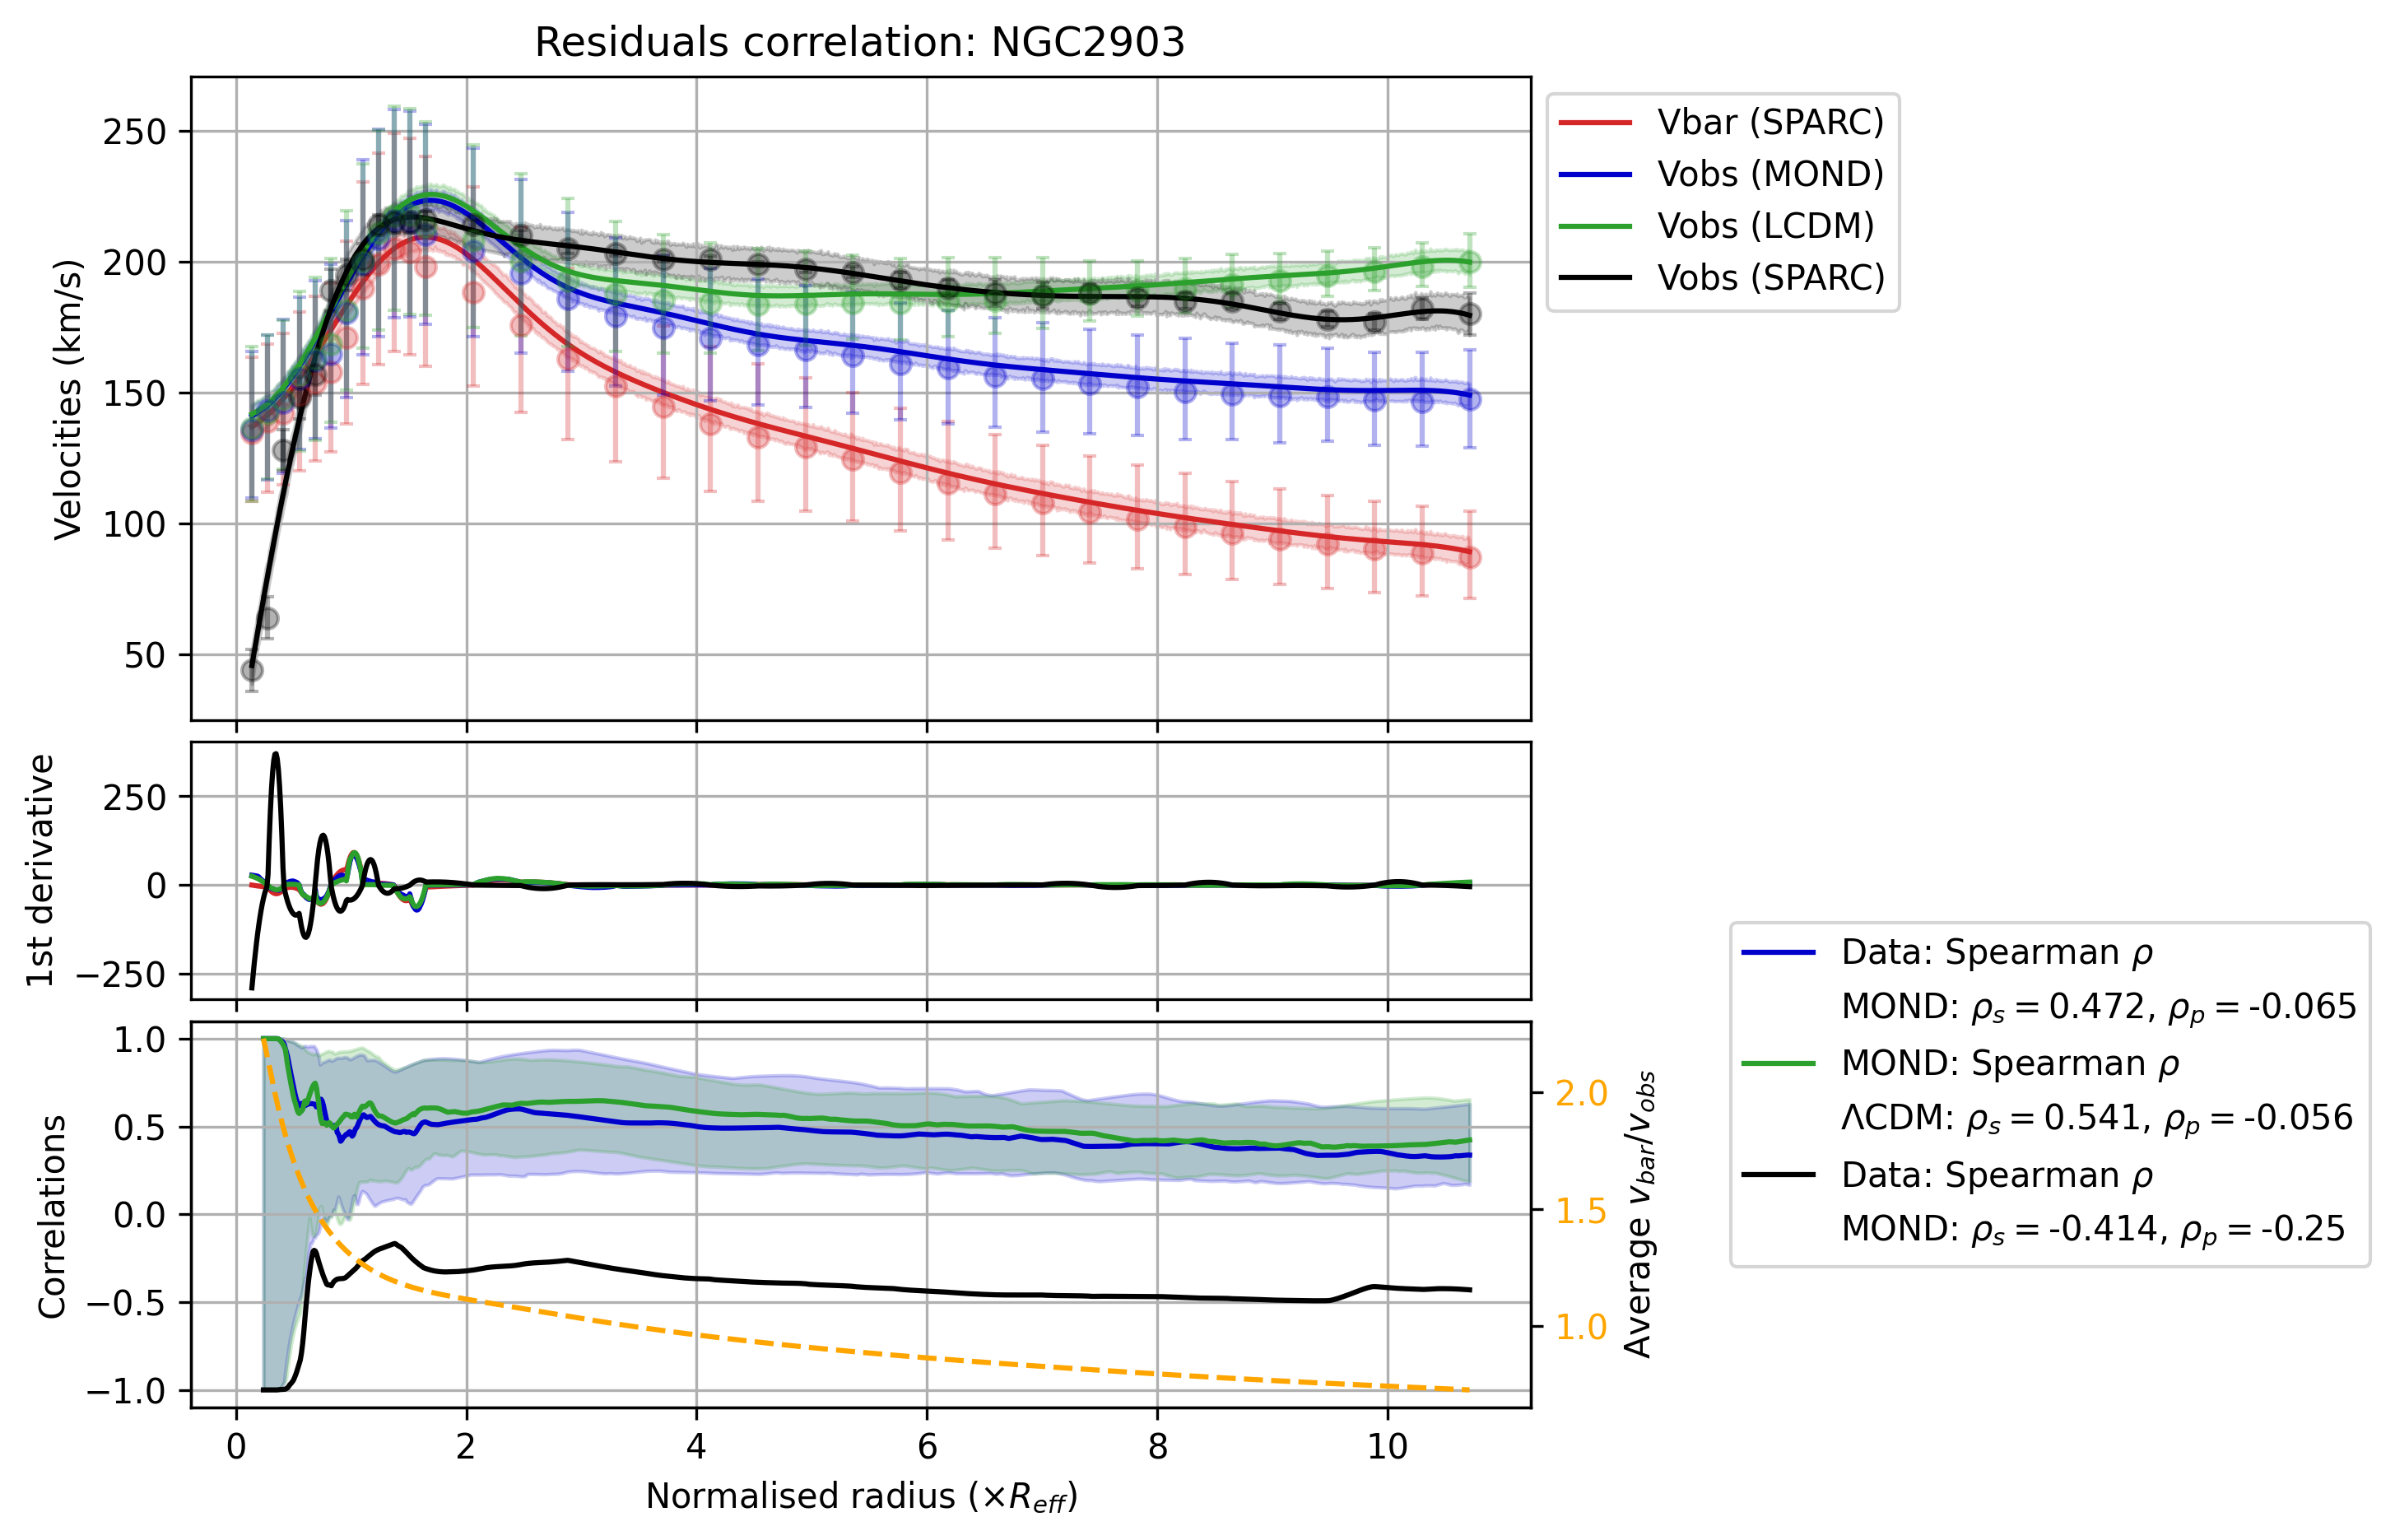 Residuals correlation: NGC2903
250
200
150
100
50
Velocities (km/s)
Vbar (SPARC)
Vobs (MOND)
Vobs (LCDM)
Vobs (SPARC)
250
0
−250
1st derivative
1.0
0.5
0.0
−0.5
−1.0
Correlations
2.0
1.5
1.0
Average v_bar/v_obs
0 2 4 6 8 10
Normalised radius (×R_eff)
Data: Spearman ρ
MOND: ρ_s = 0.472, ρ_p = -0.065
MOND: Spearman ρ
ΛCDM: ρ_s = 0.541, ρ_p = -0.056
Data: Spearman ρ
MOND: ρ_s = -0.414, ρ_p = -0.25